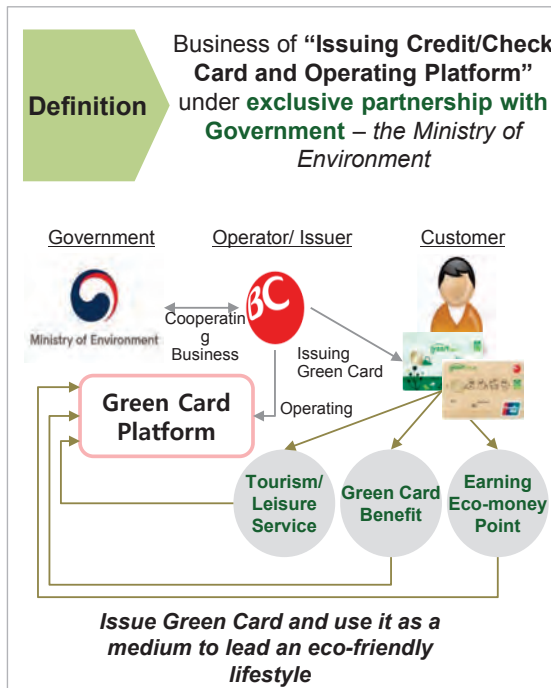 Definition
Business of “Issuing Credit/Check
Card and Operating Platform”
under exclusive partnership with
Government – the Ministry of
Environment
Government
Operator/ Issuer
Customer
Ministry of Environment
BC
Cooperatin
g
Business
Issuing
Green Card
Operating
Green Card
Platform
Tourism/
Leisure
Service
Green Card
Benefit
Earning
Eco-money
Point
Issue Green Card and use it as a
medium to lead an eco-friendly
lifestyle